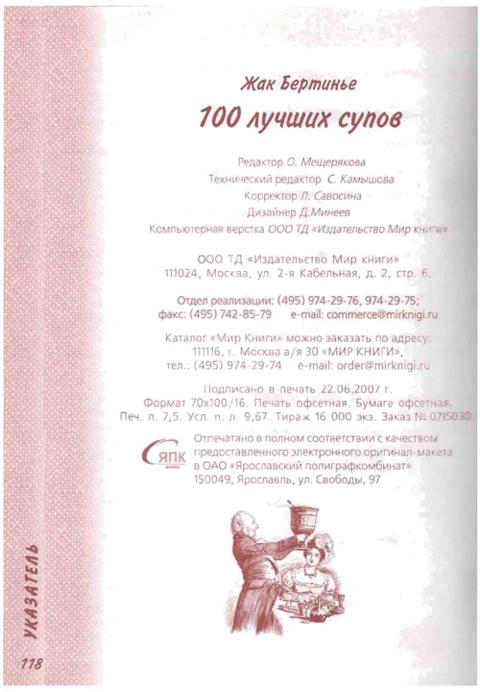 Жак Бертинье
100 лучших супов
Редактор О. Мещерякова
Технический редактор С. Камышова
Корректор Л. Савосина
Дизайнер Д.Минеев
Компьютерная верстка ООО ТД «Издательство Мир книги»
ООО ТД «Издательство Мир книги»
111024, Москва, ул. 2-я Кабельная, д. 2, стр. 6.
Отдел реализации: (495) 974-29-76, 974-29-75;
факс: (495) 742-85-79 e-mail: commerce@mirknigi.ru
Каталог «Мир Книги» можно заказать по адресу:
111116, г. Москва а/я 30 «МИР КНИГИ»,
тел.: (495) 974-29-74 e-mail: order@mirknigi.ru
Подписано в печать 22.06.2007 г.
Формат 70х100/16. Печать офсетная. Бумага офсетная.
Печ. л. 7,5. Усл. п. л. 9,67. Тираж 16 000 экз. Заказ № 0715030.
ЯПК
Отпечатано в полном соответствии с качеством
предоставленного электронного оригинал-макета
в ОАО «Ярославский полиграфкомбинат»
150049, Ярославль, ул. Свободы, 97
УКАЗАТЕЛЬ
118